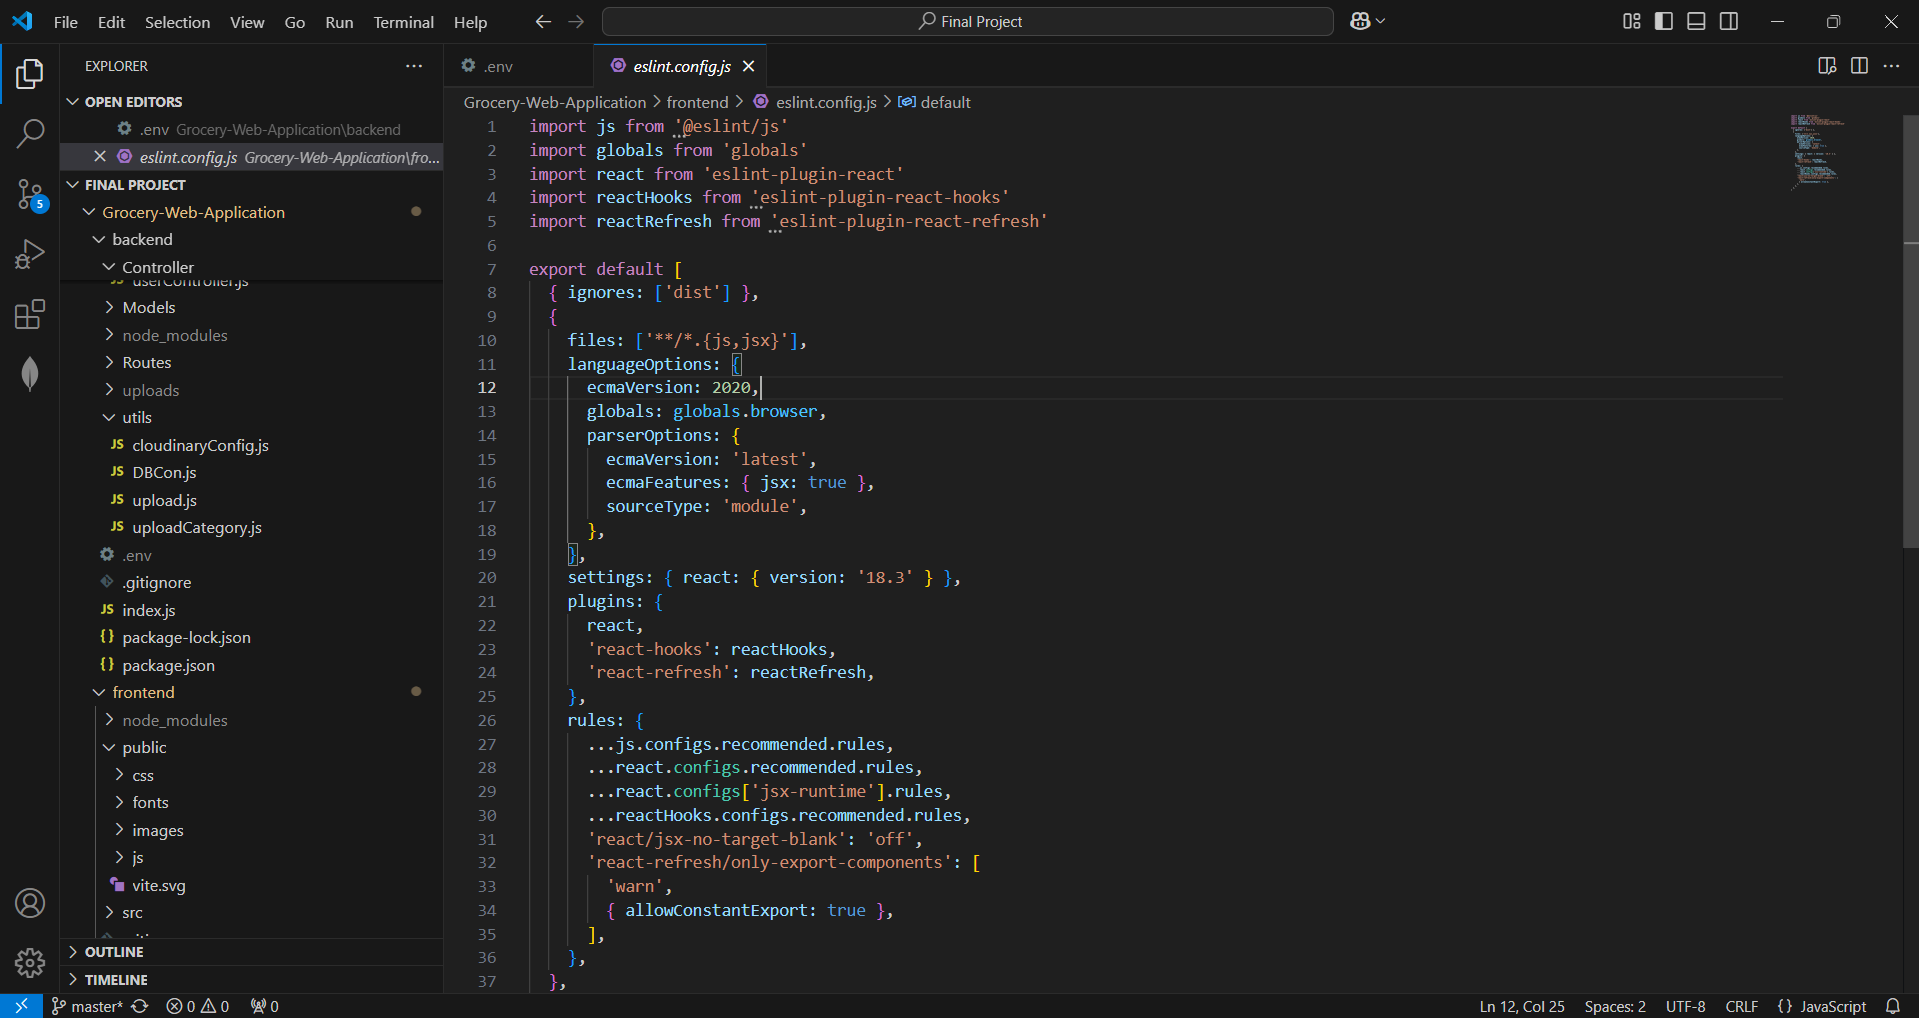 File Edit Selection View Go Run Terminal Help
Final Project
EXPLORER
OPEN EDITORS
.env Grocery-Web-Application\backend
eslint.config.js Grocery-Web-Application\fro...
FINAL PROJECT
Grocery-Web-Application
backend
Controller
userController.js
Models
node_modules
Routes
uploads
utils
JS cloudinaryConfig.js
JS DBCon.js
JS upload.js
JS uploadCategory.js
.env
.gitignore
JS index.js
{} package-lock.json
{} package.json
frontend
node_modules
public
css
fonts
images
js
vite.svg
src
OUTLINE
TIMELINE
5
.env
eslint.config.js
Grocery-Web-Application > frontend > eslint.config.js > default
1 import js from '@eslint/js'
2 import globals from 'globals'
3 import react from 'eslint-plugin-react'
4 import reactHooks from 'eslint-plugin-react-hooks'
5 import reactRefresh from 'eslint-plugin-react-refresh'
6
7 export default [
8 { ignores: ['dist'] },
9 {
10 files: ['**/*.{js,jsx}'],
11 languageOptions: {
12 ecmaVersion: 2020,
13 globals: globals.browser,
14 parserOptions: {
15 ecmaVersion: 'latest',
16 ecmaFeatures: { jsx: true },
17 sourceType: 'module',
18 },
19 },
20 settings: { react: { version: '18.3' } },
21 plugins: {
22 react,
23 'react-hooks': reactHooks,
24 'react-refresh': reactRefresh,
25 },
26 rules: {
27 ...js.configs.recommended.rules,
28 ...react.configs.recommended.rules,
29 ...react.configs['jsx-runtime'].rules,
30 ...reactHooks.configs.recommended.rules,
31 'react/jsx-no-target-blank': 'off',
32 'react-refresh/only-export-components': [
33 'warn',
34 { allowConstantExport: true },
35 ],
36 },
37 },
master* 0 0 0
Ln 12, Col 25 Spaces: 2 UTF-8 CRLF {} JavaScript